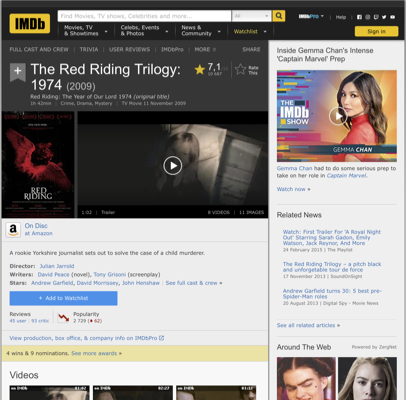 IMDb
Find Movies, TV shows, Celebrities and more...
All
IMDbPro
Help
Movies, TV
& Showtimes
Celebs, Events
& Photos
News &
Community
Watchlist
Sign in
FULL CAST AND CREW | TRIVIA | USER REVIEWS | IMDbPro | MORE
SHARE
The Red Riding Trilogy:
1974 (2009)
Red Riding: The Year of Our Lord 1974 (original title)
1h 42min | Crime, Drama, Mystery | TV Movie 11 November 2009
7,1
Rate
This
RED
RIDING
1:02 | Trailer
8 VIDEOS | 11 IMAGES
On Disc
at Amazon
A rookie Yorkshire journalist sets out to solve the case of a child murderer.
Director: Julian Jarrold
Writers: David Peace (novel), Tony Grisoni (screenplay)
Stars: Andrew Garfield, David Morrissey, John Henshaw | See full cast & crew »
+ Add to Watchlist
Reviews
45 user | 93 critic
Popularity
2 729 (62)
View production, box office, & company info on IMDbPro
4 wins & 9 nominations. See more awards »
Videos
Inside Gemma Chan's Intense
'Captain Marvel' Prep
THE
IMDb
SHOW
GEMMA CHAN
Gemma Chan had to do some serious prep
to take on her role in Captain Marvel.
Watch now »
Related News
Watch: First Trailer For 'A Royal Night
Out' Starring Sarah Gadon, Emily
Watson, Jack Reynor, And More
24 February 2015 | The Playlist
The Red Riding Trilogy – a pitch black
and unforgettable tour de force
17 November 2013 | SoundOnSight
Andrew Garfield turns 30: 5 best pre-
Spider-Man roles
20 August 2013 | Digital Spy - Movie News
See all related articles »
Around The Web
Powered by ZergNet